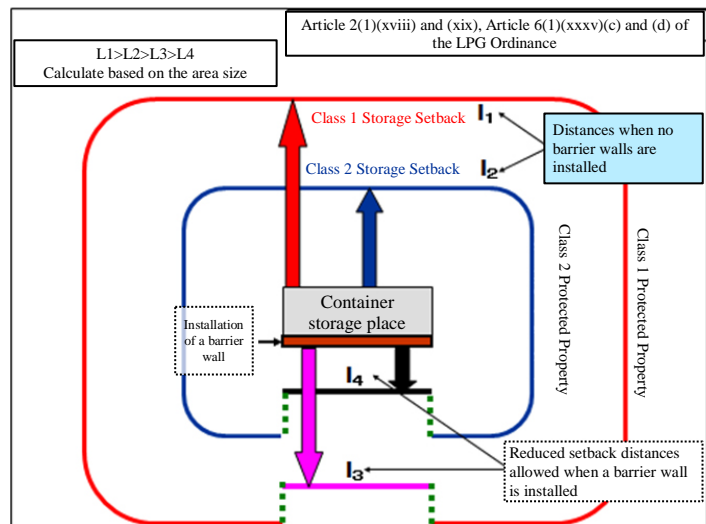 Article 2(1)(xviii) and (xix), Article 6(1)(xxxv)(c) and (d) of
the LPG Ordinance
L1>L2>L3>L4
Calculate based on the area size
Class 1 Storage Setback
l₁
Distances when no
barrier walls are
installed
Class 2 Storage Setback
l₂
Class 2 Protected Property
Class 1 Protected Property
Container
storage place
Installation
of a barrier
wall
l₄
Reduced setback distances
allowed when a barrier wall
is installed
l₃